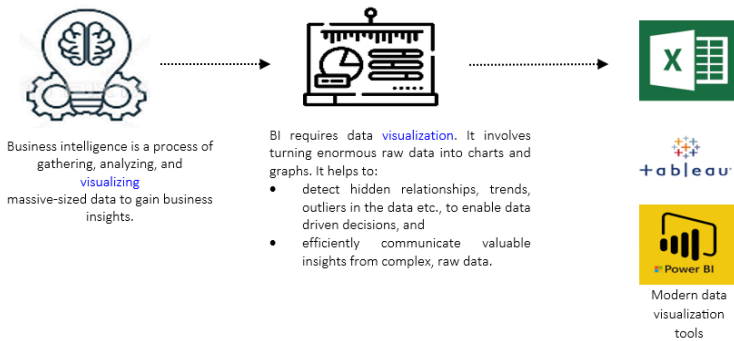 Business intelligence is a process of
gathering, analyzing, and
visualizing
massive-sized data to gain business
insights.
BI requires data visualization. It involves
turning enormous raw data into charts and
graphs. It helps to:
• detect hidden relationships, trends,
outliers in the data etc., to enable data
driven decisions, and
• efficiently communicate valuable
insights from complex, raw data.
X
+ableau
Power BI
Modern data
visualization
tools